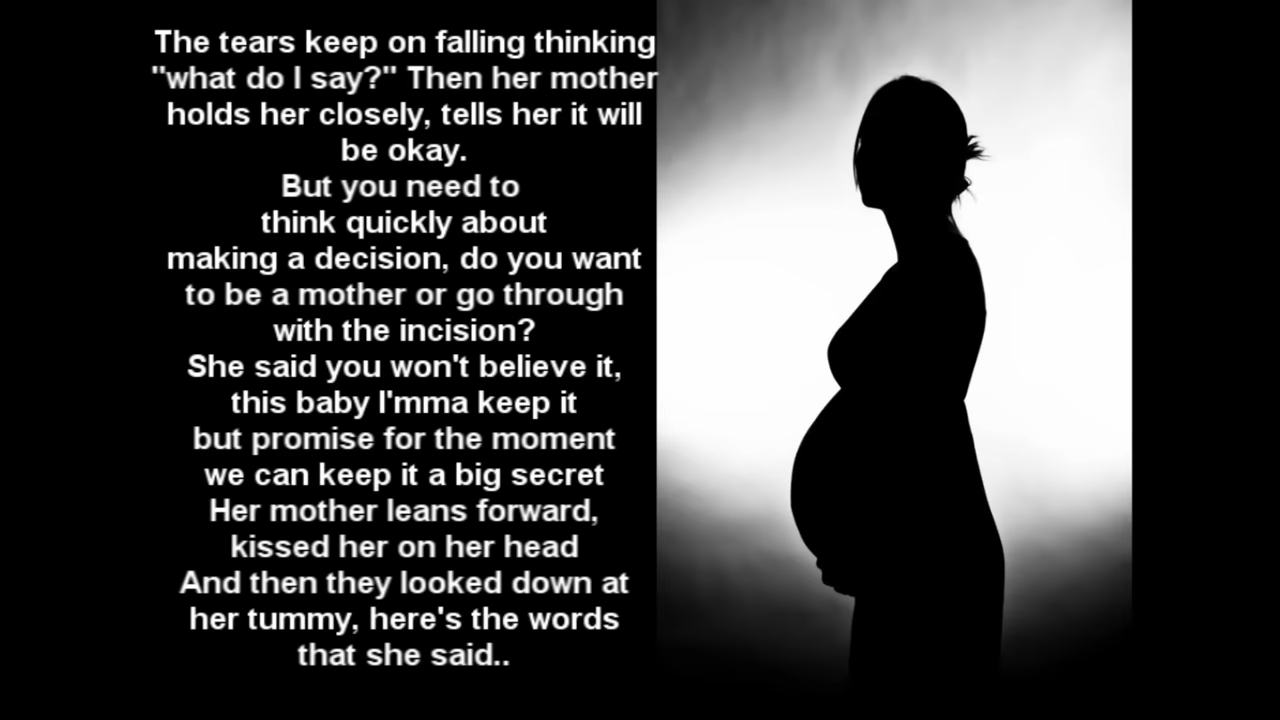 The tears keep on falling thinking
"what do I say?" Then her mother
holds her closely, tells her it will
be okay.
But you need to
think quickly about
making a decision, do you want
to be a mother or go through
with the incision?
She said you won't believe it,
this baby I'mma keep it
but promise for the moment
we can keep it a big secret
Her mother leans forward,
kissed her on her head
And then they looked down at
her tummy, here's the words
that she said..